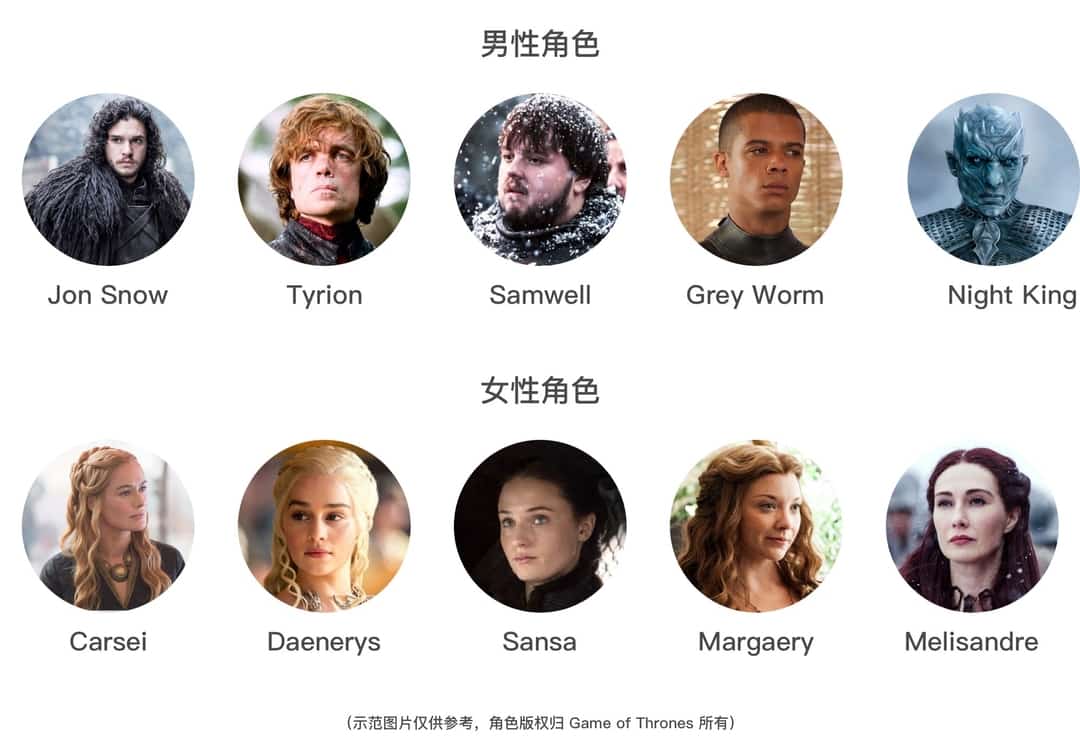 男性角色
Jon Snow Tyrion Samwell Grey Worm Night King
女性角色
Carsei Daenerys Sansa Margaery Melisandre
（示范图片仅供参考，角色版权归 Game of Thrones 所有）